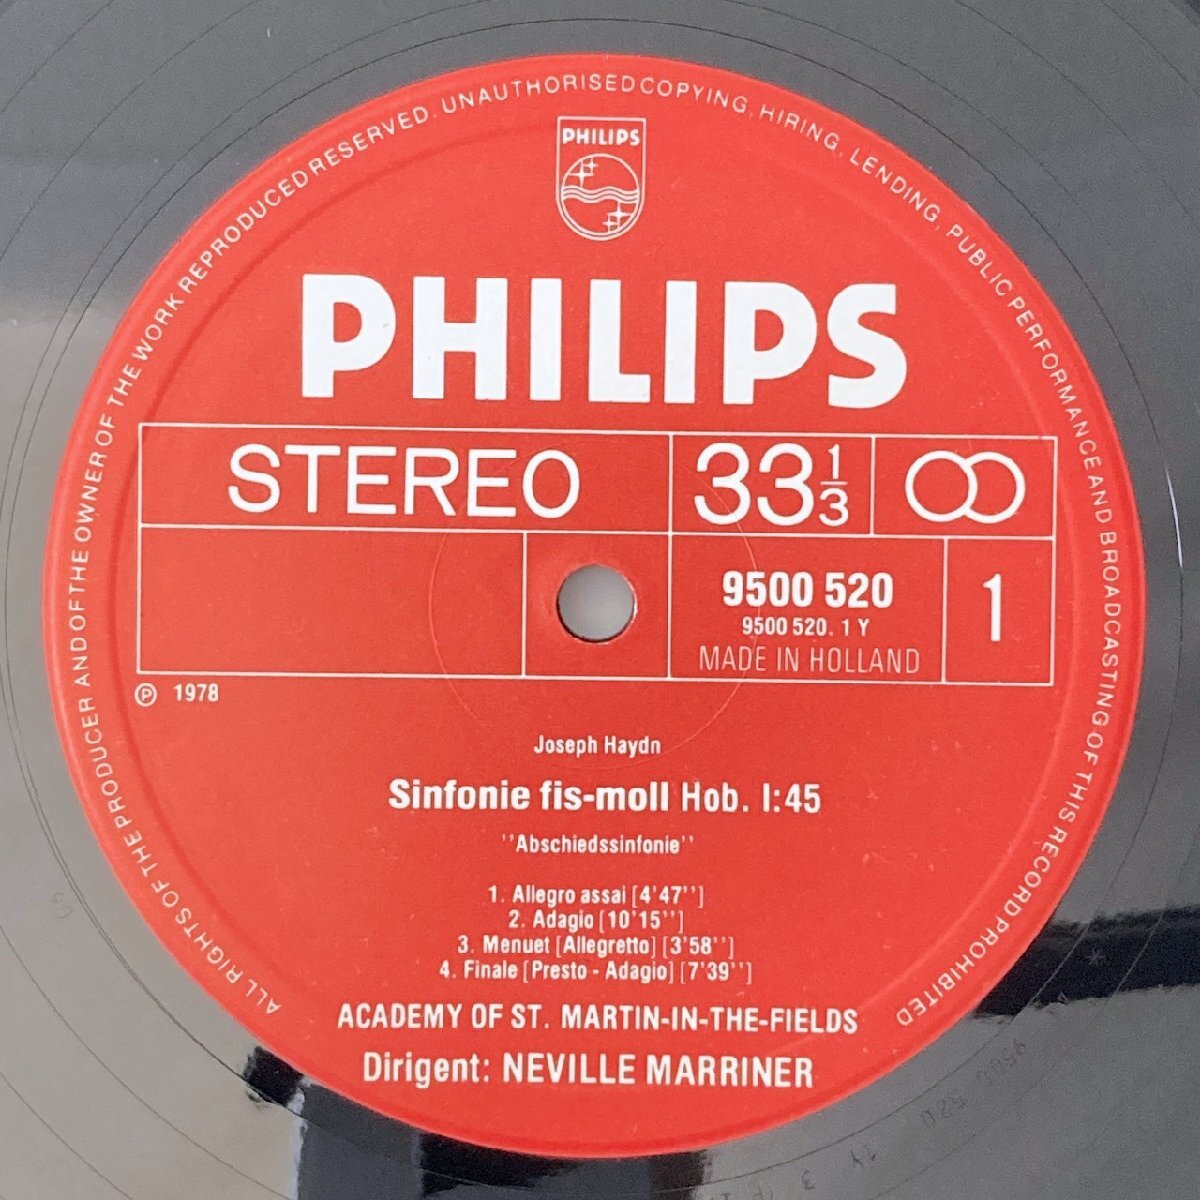 ALL RIGHTS OF THE PRODUCER AND OF THE OWNER OF THE WORK REPRODUCED RESERVED. UNAUTHORISED COPYING, HIRING, LENDING, PUBLIC PERFORMANCE AND BROADCASTING OF THIS RECORD PROHIBITED
PHILIPS
PHILIPS
STEREO 33 1/3
9500 520 1
9500 520. 1 Y
MADE IN HOLLAND
℗ 1978
Joseph Haydn
Sinfonie fis-moll Hob. I:45
''Abschiedssinfonie''
1. Allegro assai [4'47'']
2. Adagio [10'15'']
3. Menuet [Allegretto] [3'58'']
4. Finale [Presto - Adagio] [7'39'']
ACADEMY OF ST. MARTIN-IN-THE-FIELDS
Dirigent: NEVILLE MARRINER